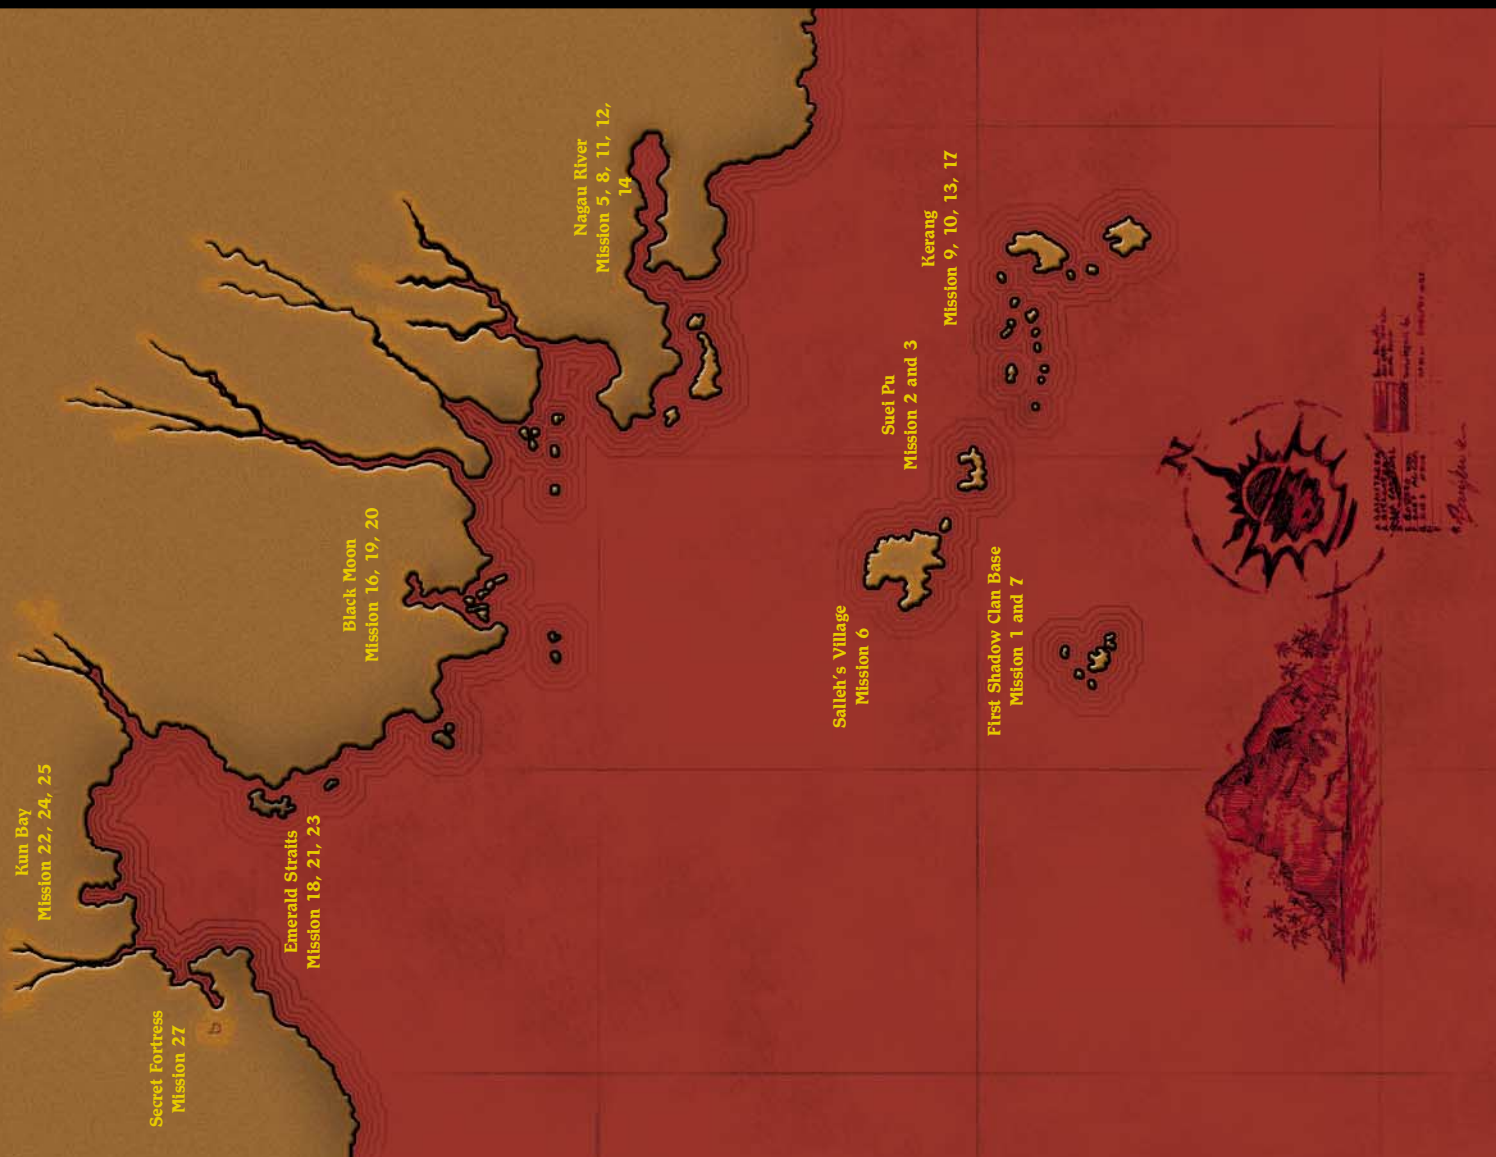 Kun Bay
Mission 22, 24, 25
Secret Fortress
Mission 27
Emerald Straits
Mission 18, 21, 23
Black Moon
Mission 16, 19, 20
Nagau River
Mission 5, 8, 11, 12,
14
Salleh's Village
Mission 6
Suei Pu
Mission 2 and 3
Kerang
Mission 9, 10, 13, 17
First Shadow Clan Base
Mission 1 and 7
N